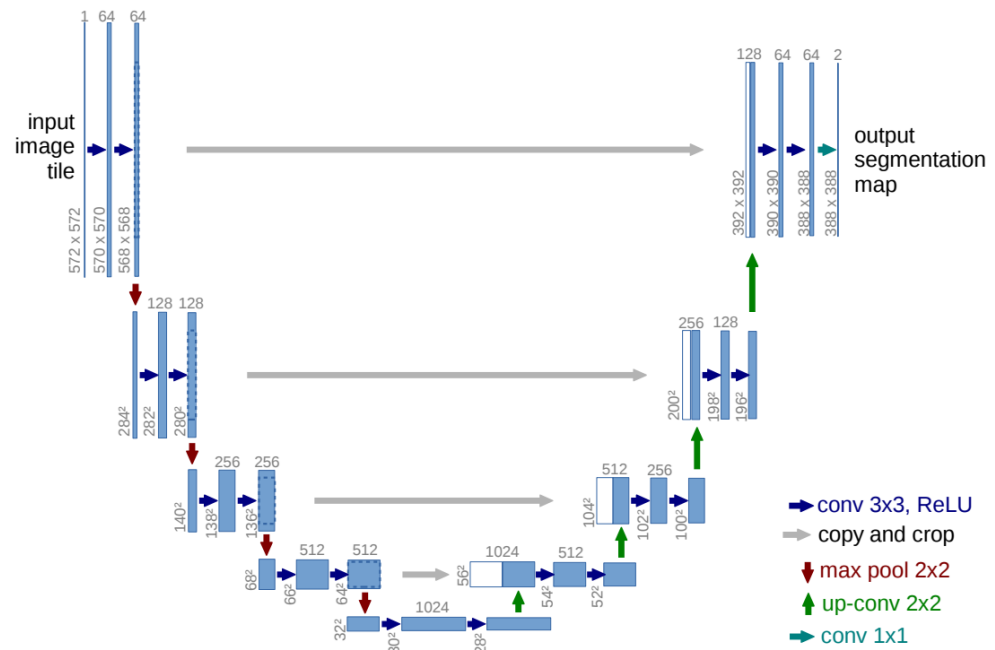 1 64 64
128 64 64 2
input
image
tile
output
segmentation
map
572 x 572
570 x 570
568 x 568
392 x 392
390 x 390
388 x 388
388 x 388
128 128
256 128
284²
282²
280²
200²
198²
196²
256 256
512 256
140²
138²
136²
104²
102²
100²
conv 3x3, ReLU
copy and crop
max pool 2x2
up-conv 2x2
conv 1x1
512 512
1024 512
68²
66²
64²
56²
54²
52²
1024
32²
30²
28²